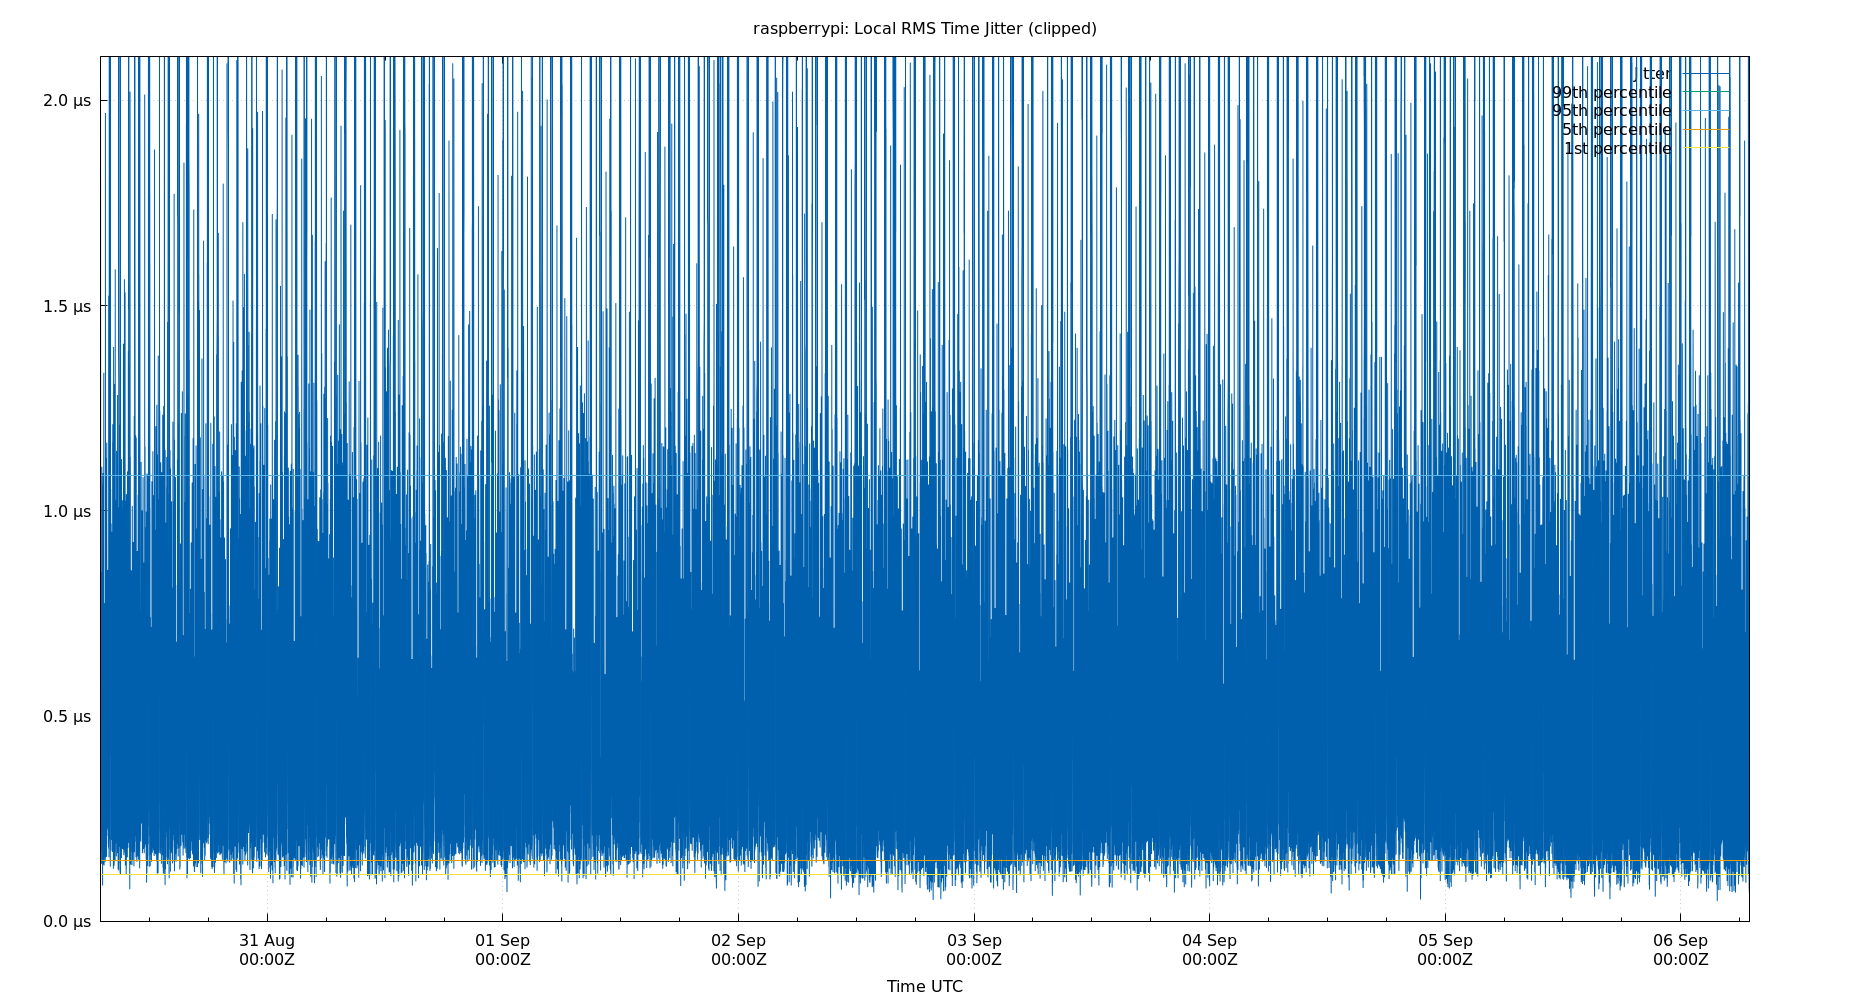 raspberrypi: Local RMS Time Jitter (clipped)
jitter
99th percentile
95th percentile
5th percentile
1st percentile
2.0 µs
1.5 µs
1.0 µs
0.5 µs
0.0 µs
31 Aug 01 Sep 02 Sep 03 Sep 04 Sep 05 Sep 06 Sep
00:00Z 00:00Z 00:00Z 00:00Z 00:00Z 00:00Z 00:00Z
Time UTC